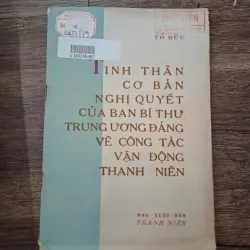 TỐ HỮU
TINH THẦN
CƠ BẢN
NGHỊ QUYẾT
CỦA BAN BÍ THƯ
TRUNG ƯƠNG ĐẢNG
VỀ CÔNG TÁC
VẬN ĐỘNG
THANH NIÊN
NHÀ XUẤT BẢN
THANH NIÊN